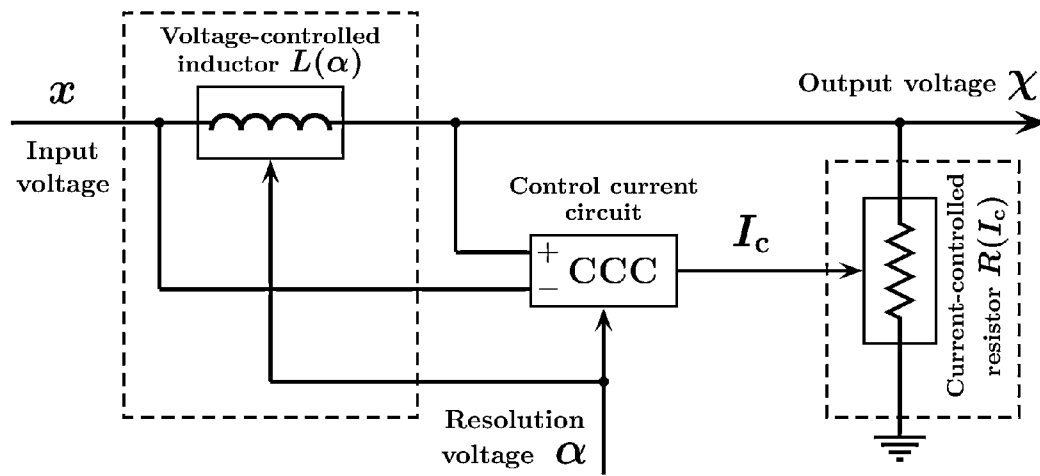 Voltage-controlled
inductor L(α)
x
Input
voltage
Output voltage χ
Control current
circuit
+
−
CCC
I_c
Current-controlled
resistor R(I_c)
Resolution
voltage α